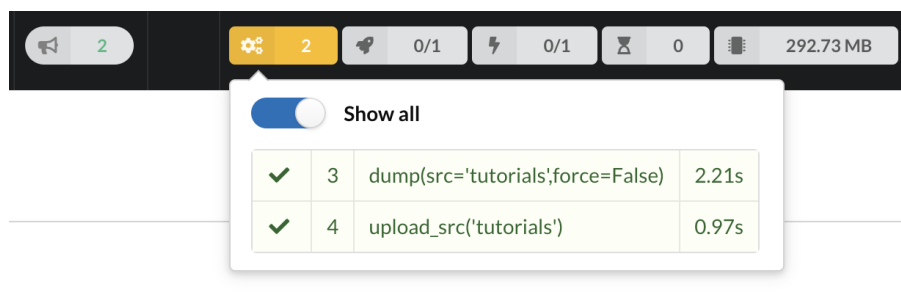 2 2 0/1 0/1 0 292.73 MB
Show all
3 dump(src='tutorials',force=False) 2.21s
4 upload_src('tutorials') 0.97s